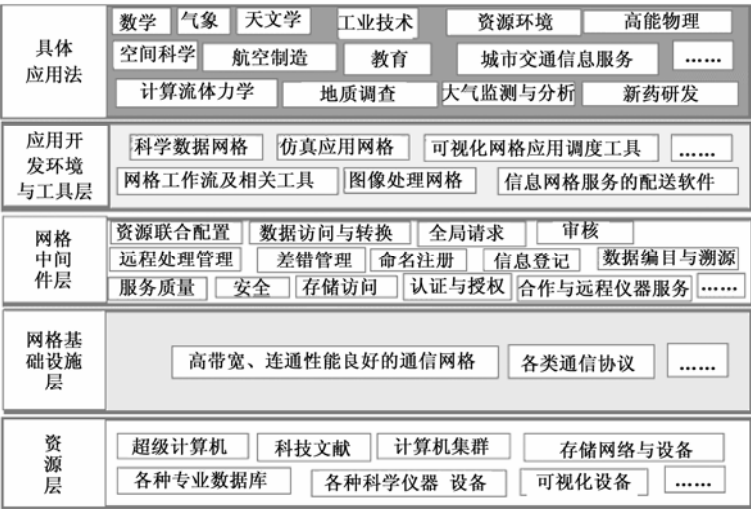 具体
应用法
数学 气象 天文学 工业技术 资源环境 高能物理
空间科学 航空制造 教育 城市交通信息服务 ……
计算流体力学 地质调查 大气监测与分析 新药研发
应用开
发环境
与工具层
科学数据网格 仿真应用网格 可视化网格应用调度工具 ……
网格工作流及相关工具 图像处理网格 信息网格服务的配送软件
网格
中间
件层
资源联合配置 数据访问与转换 全局请求 审核
远程处理管理 差错管理 命名注册 信息登记 数据编目与溯源
服务质量 安全 存储访问 认证与授权 合作与远程仪器服务 ……
网格基
础设施
层
高带宽、连通性能良好的通信网格 各类通信协议 ……
资
源
层
超级计算机 科技文献 计算机集群 存储网络与设备
各种专业数据库 各种科学仪器 设备 可视化设备 ……